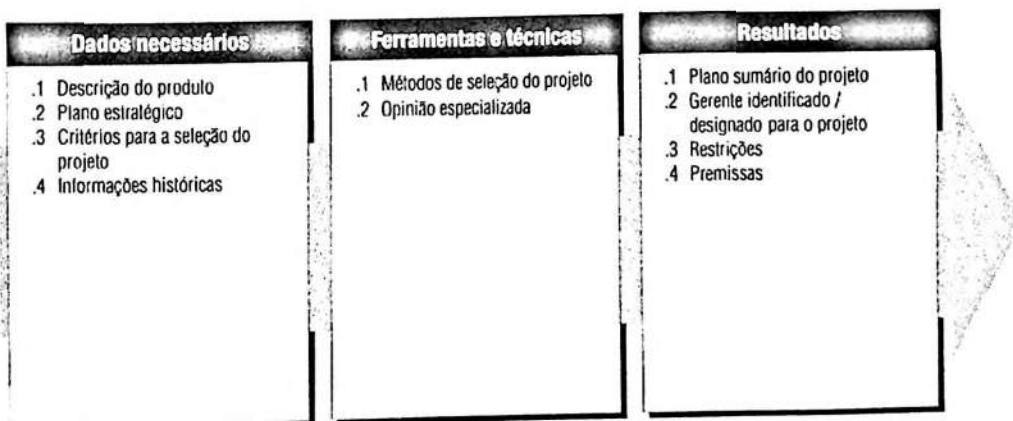 Dados necessários
.1 Descrição do produto
.2 Plano estratégico
.3 Critérios para a seleção do
projeto
.4 Informações históricas
Ferramentas e técnicas
.1 Métodos de seleção do projeto
.2 Opinião especializada
Resultados
.1 Plano sumário do projeto
.2 Gerente identificado /
designado para o projeto
.3 Restrições
.4 Premissas